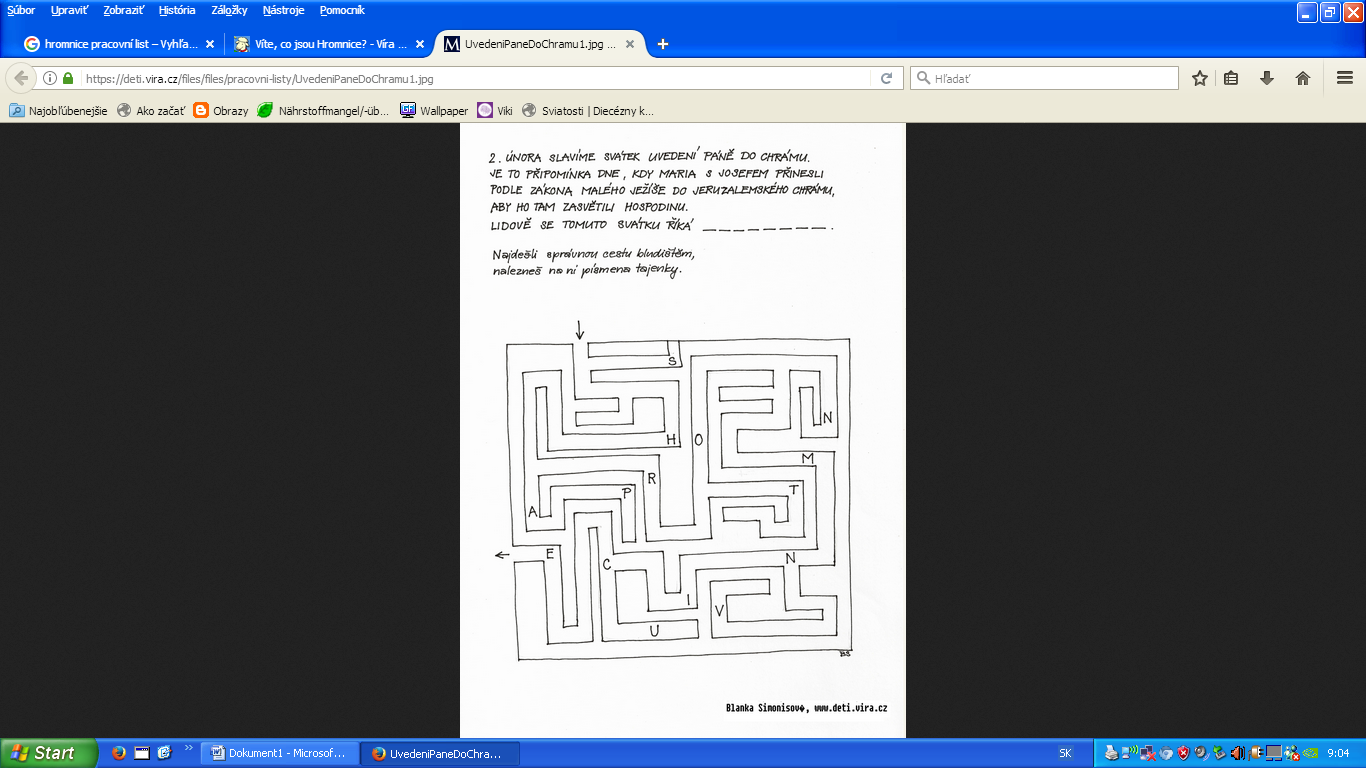 Súbor Upraviť Zobraziť História Záložky Nástroje Pomocník
hromnice pracovní list – Vyhľa... Víte, co jsou Hromnice? - Víra ... UvedeniPaneDoChramu1.jpg ...
https://deti.vira.cz/files/files/pracovni-listy/UvedeniPaneDoChramu1.jpg Hľadať
Najobľúbenejšie Ako začať Obrazy Nährstoffmangel/-üb... Wallpaper Viki Sviatosti | Diecézny k...
2. ÚNORA SLAVÍME SVÁTEK UVEDENÍ PÁNĚ DO CHRÁMU.
JE TO PŘIPOMÍNKA DNE, KDY MARIA S JOSEFEM PŘINESLI
PODLE ZÁKONA MALÉHO JEŽÍŠE DO JERUZALEMSKÉHO CHRÁMU,
ABY HO TAM ZASVĚTILI HOSPODINU.
LIDOVĚ SE TOMUTO SVÁTKU ŘÍKÁ _ _ _ _ _ _ _ _ .
Najdeš-li správnou cestu bludištěm,
nalezneš na ní písmena tajenky.
S
N
H O
M
R
P T
A
E N
C
I
V
U
BS
Blanka Simonisov�, www.deti.vira.cz
Start Dokument1 - Microsof... UvedeniPaneDoChra... SK 9:04